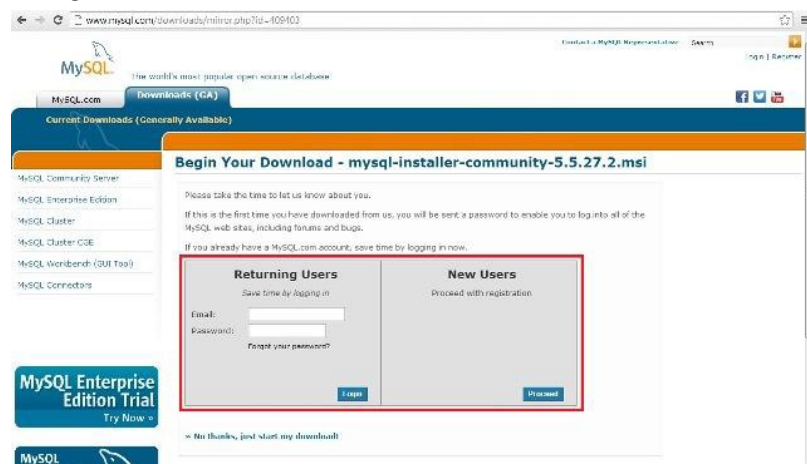 www.mysql.com/downloads/mirror.php?id=409403
Contact a MySQL Representative Search
Login | Register
MySQL
The world's most popular open source database
MySQL.com Downloads (GA)
Current Downloads (Generally Available)
Begin Your Download - mysql-installer-community-5.5.27.2.msi
MySQL Community Server
MySQL Enterprise Edition
MySQL Cluster
MySQL Cluster CGE
MySQL Workbench (GUI Tool)
MySQL Connectors
Please take the time to let us know about you.
If this is the first time you have downloaded from us, you will be sent a password to enable you to log into all of the
MySQL web sites, including forums and bugs.
If you already have a MySQL.com account, save time by logging in now.
Returning Users
Save time by logging in
Email:
Password:
Forgot your password?
Login
New Users
Proceed with registration
Proceed
» No thanks, just start my download!
MySQL Enterprise
Edition Trial
Try Now »
MySQL